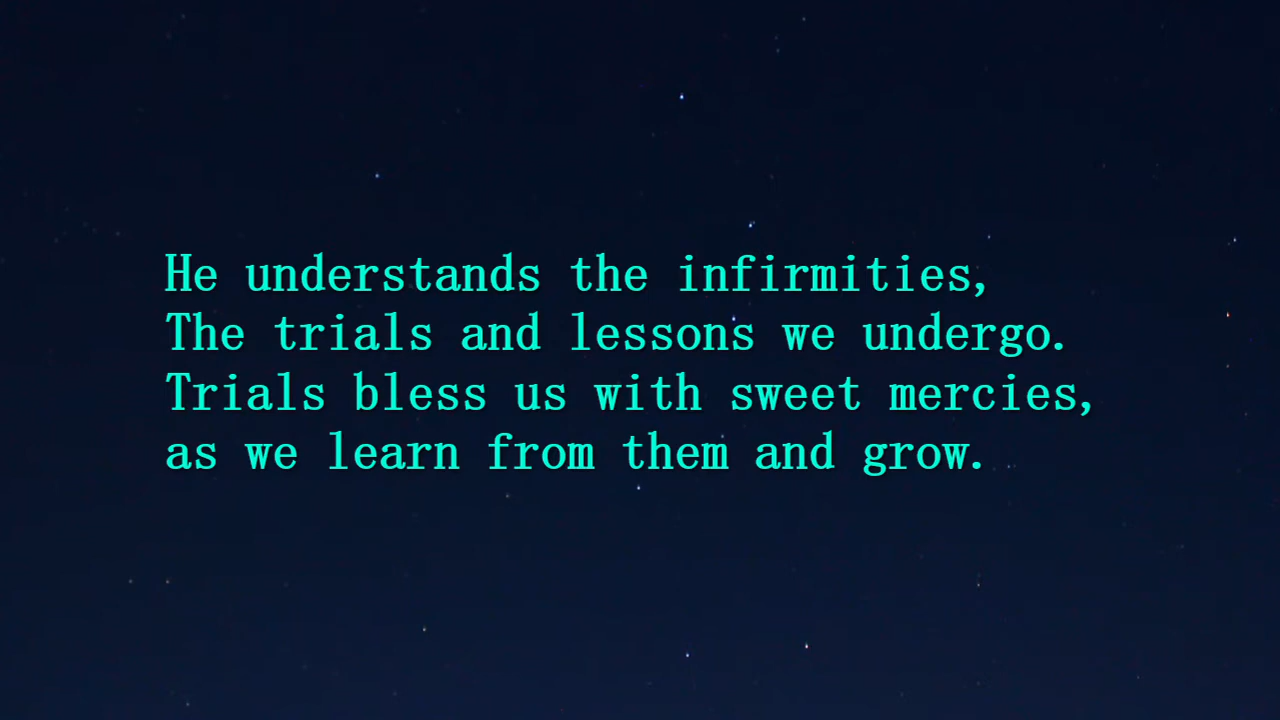 He understands the infirmities,
The trials and lessons we undergo.
Trials bless us with sweet mercies,
as we learn from them and grow.